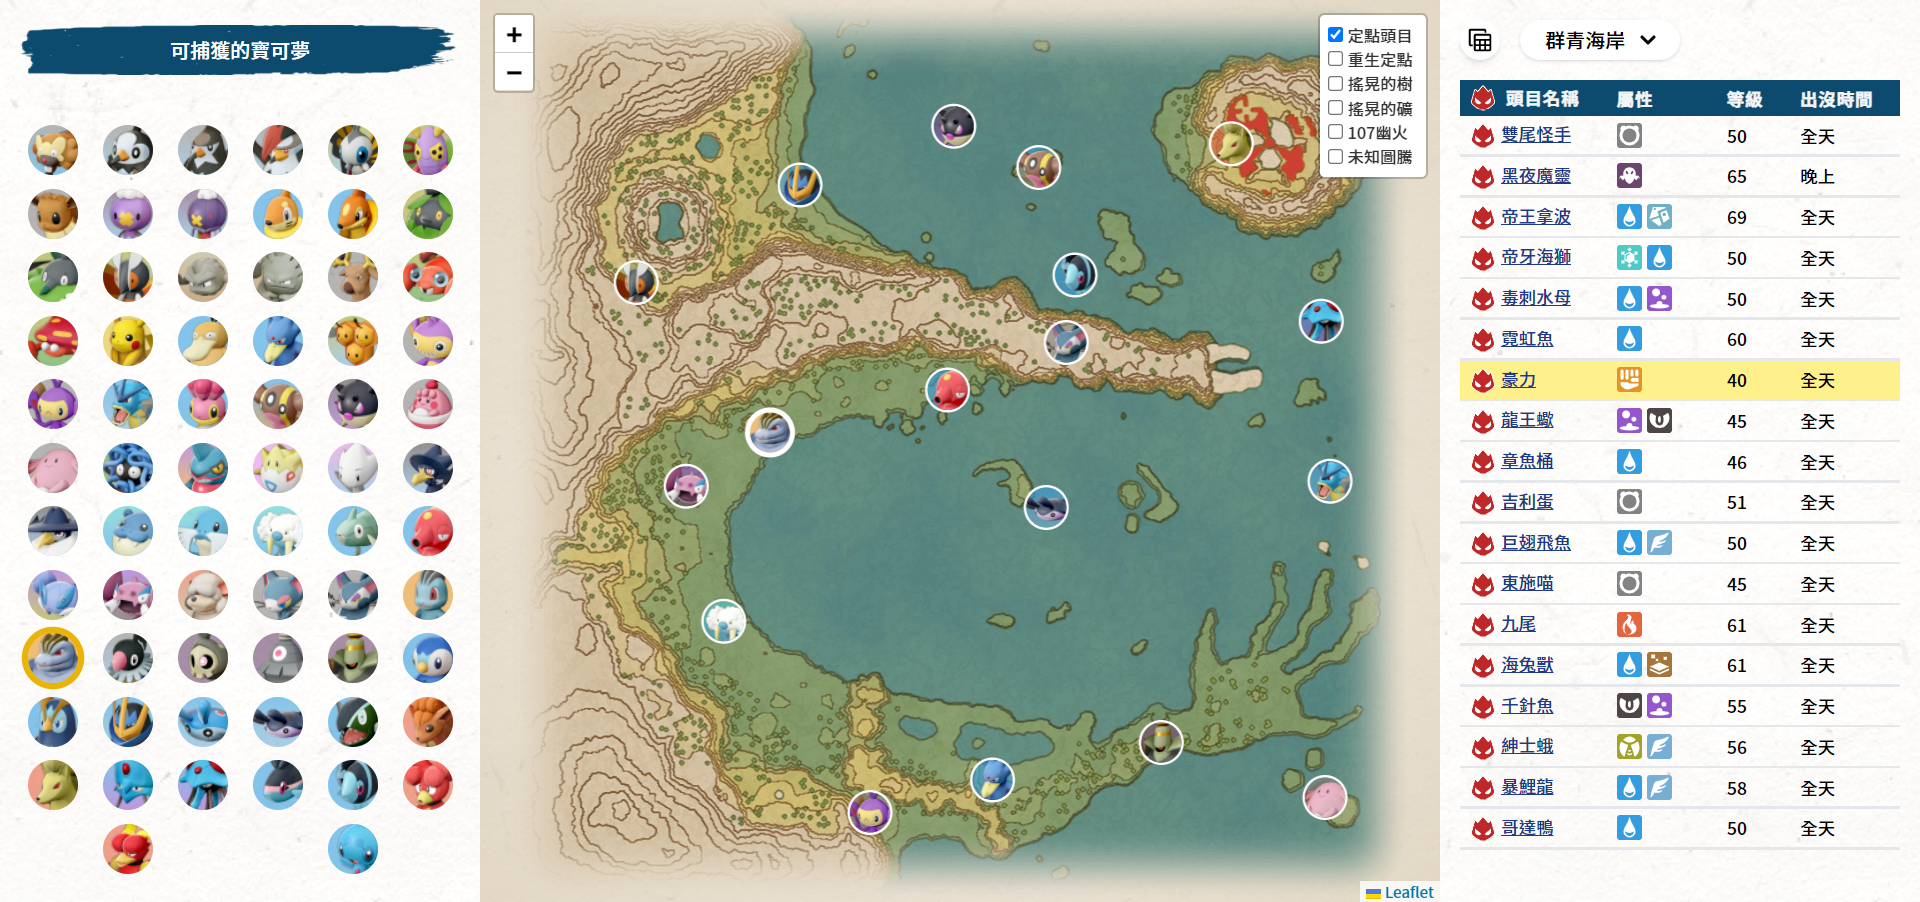 可捕獲的寶可夢
+
−
定點頭目
重生定點
搖晃的樹
搖晃的礦
107幽火
未知圖騰
Leaflet
群青海岸
頭目名稱 屬性 等級 出沒時間
雙尾怪手 50 全天
黑夜魔靈 65 晚上
帝王拿波 69 全天
帝牙海獅 50 全天
毒刺水母 50 全天
霓虹魚 60 全天
豪力 40 全天
龍王蠍 45 全天
章魚桶 46 全天
吉利蛋 51 全天
巨翅飛魚 50 全天
東施喵 45 全天
九尾 61 全天
海兔獸 61 全天
千針魚 55 全天
紳士蛾 56 全天
暴鯉龍 58 全天
哥達鴨 50 全天